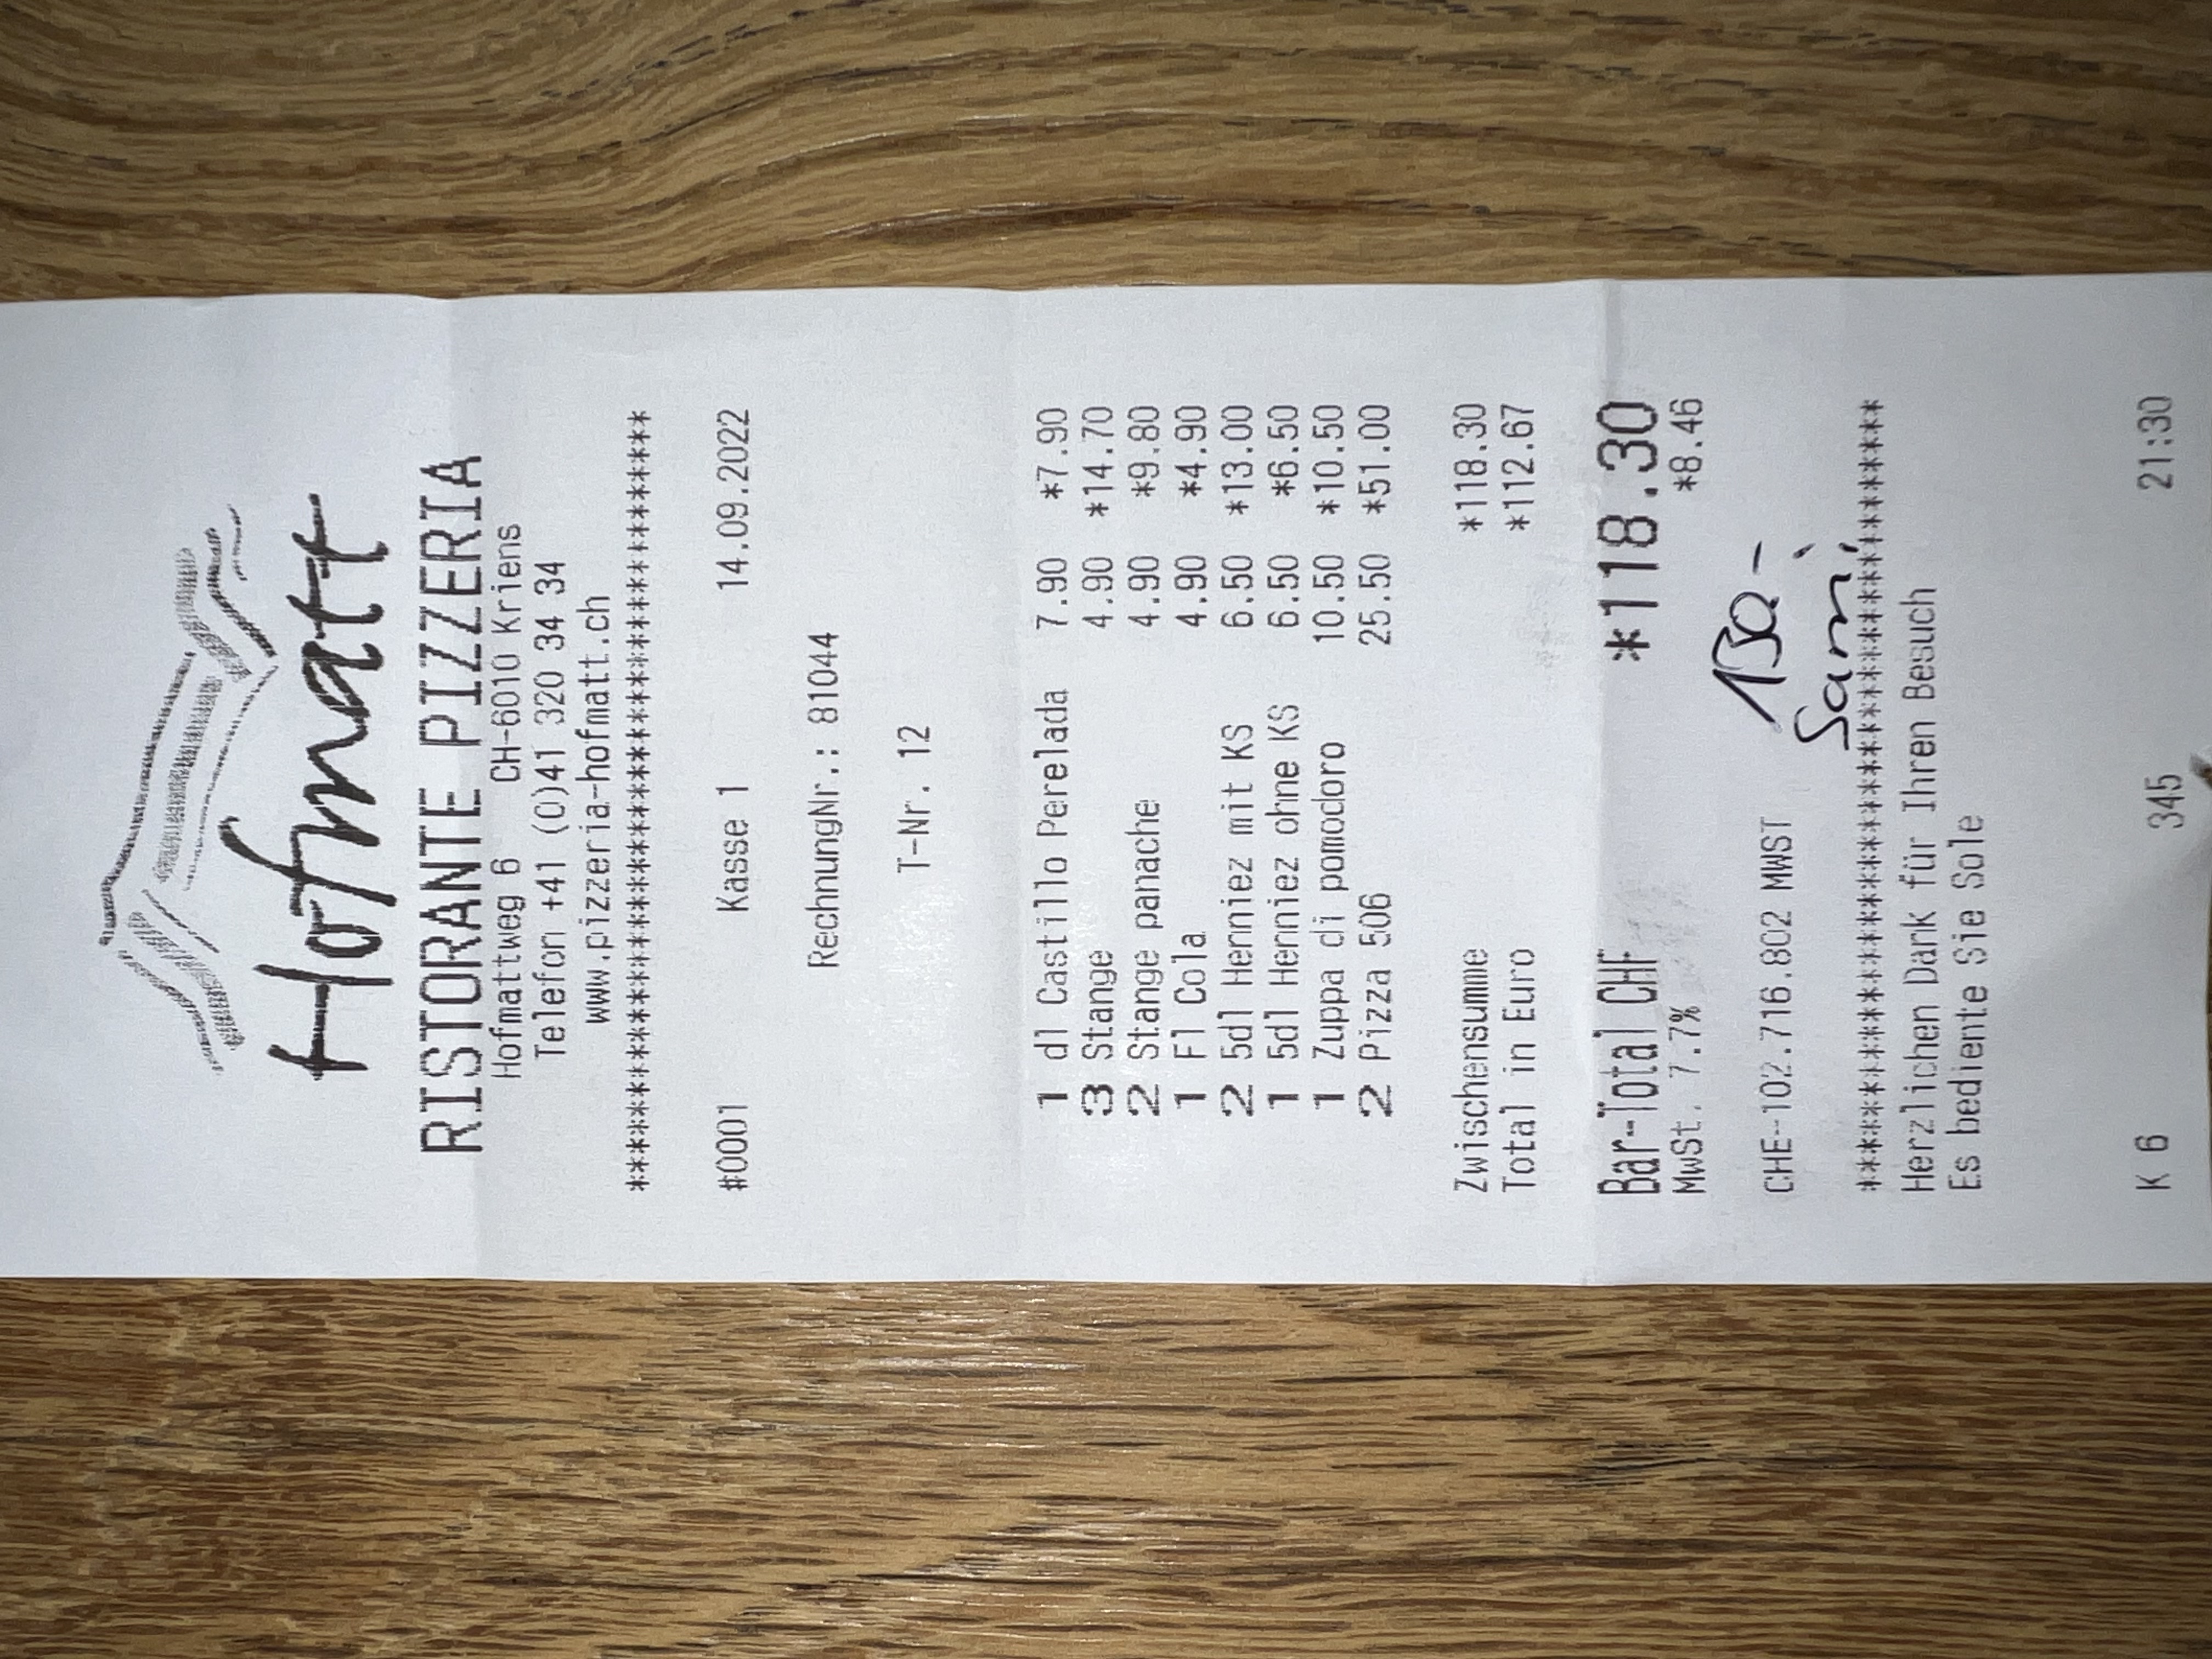 Hofmatt
RISTORANTE PIZZERIA
Hofmattweg 6 CH-6010 Kriens
Telefon +41 (0)41 320 34 34
www.pizzeria-hofmatt.ch
******************************************
#0001 Kasse 1 14.09.2022
RechnungNr.: 81044
T-Nr. 12
1 dl Castillo Perelada 7.90 *7.90
3 Stange 4.90 *14.70
2 Stange panache 4.90 *9.80
1 Fl Cola 4.90 *4.90
2 5dl Henniez mit KS 6.50 *13.00
1 5dl Henniez ohne KS 6.50 *6.50
1 Zuppa di pomodoro 10.50 *10.50
2 Pizza 506 25.50 *51.00
Zwischensumme *118.30
Total in Euro *112.67
Bar-Total CHF *118.30
MwSt. 7.7% *8.46
130.-
CHE-102.716.802 MWST
Sami
******************************************
Herzlichen Dank für Ihren Besuch
Es bediente Sie Sole
K 6 345 21:30